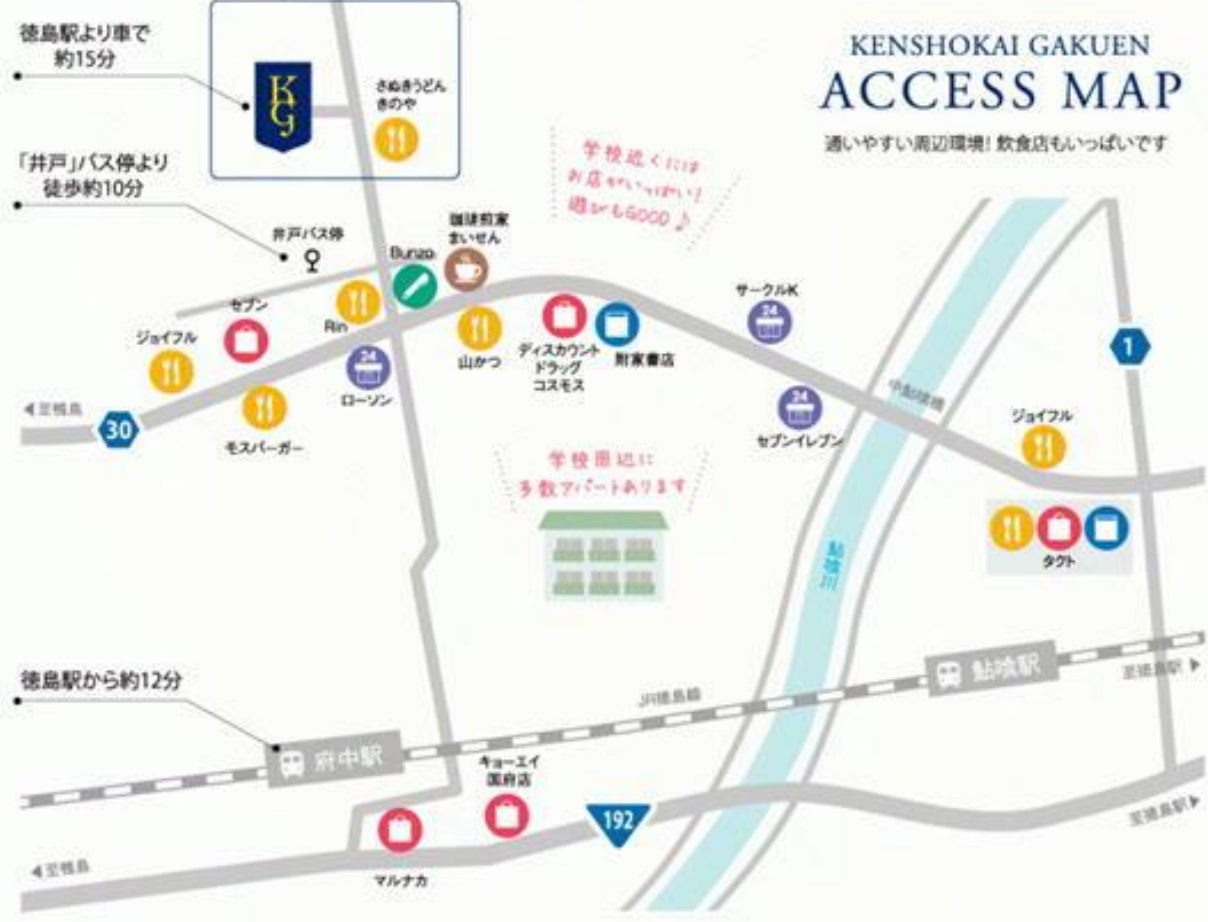 徳島駅より車で
約15分
KG
さぬきうどん
きのや
KENSHOKAI GAKUEN
ACCESS MAP
通いやすい周辺環境!飲食店もいっぱいです
「井戸」バス停より
徒歩約10分
学校近くには
お店がいっぱい!
遊びもGOOD♪
井戸バス停
Bunzo
珈琲煎家
まいせん
セブン
Rin
ジョイフル
山かつ
ディスカウント
ドラッグ
コスモス
附家書店
サークルK
24
1
24
ローソン
24
セブンイレブン
中鮎喰橋
ジョイフル
◀至鴨島
30
モスバーガー
学校周辺に
多数アパートあります
タクト
鮎喰川
徳島駅から約12分
府中駅
JR徳島線
鮎喰駅
至徳島駅▶
キョーエイ
国府店
192
至徳島駅▶
◀至鴨島
マルナカ